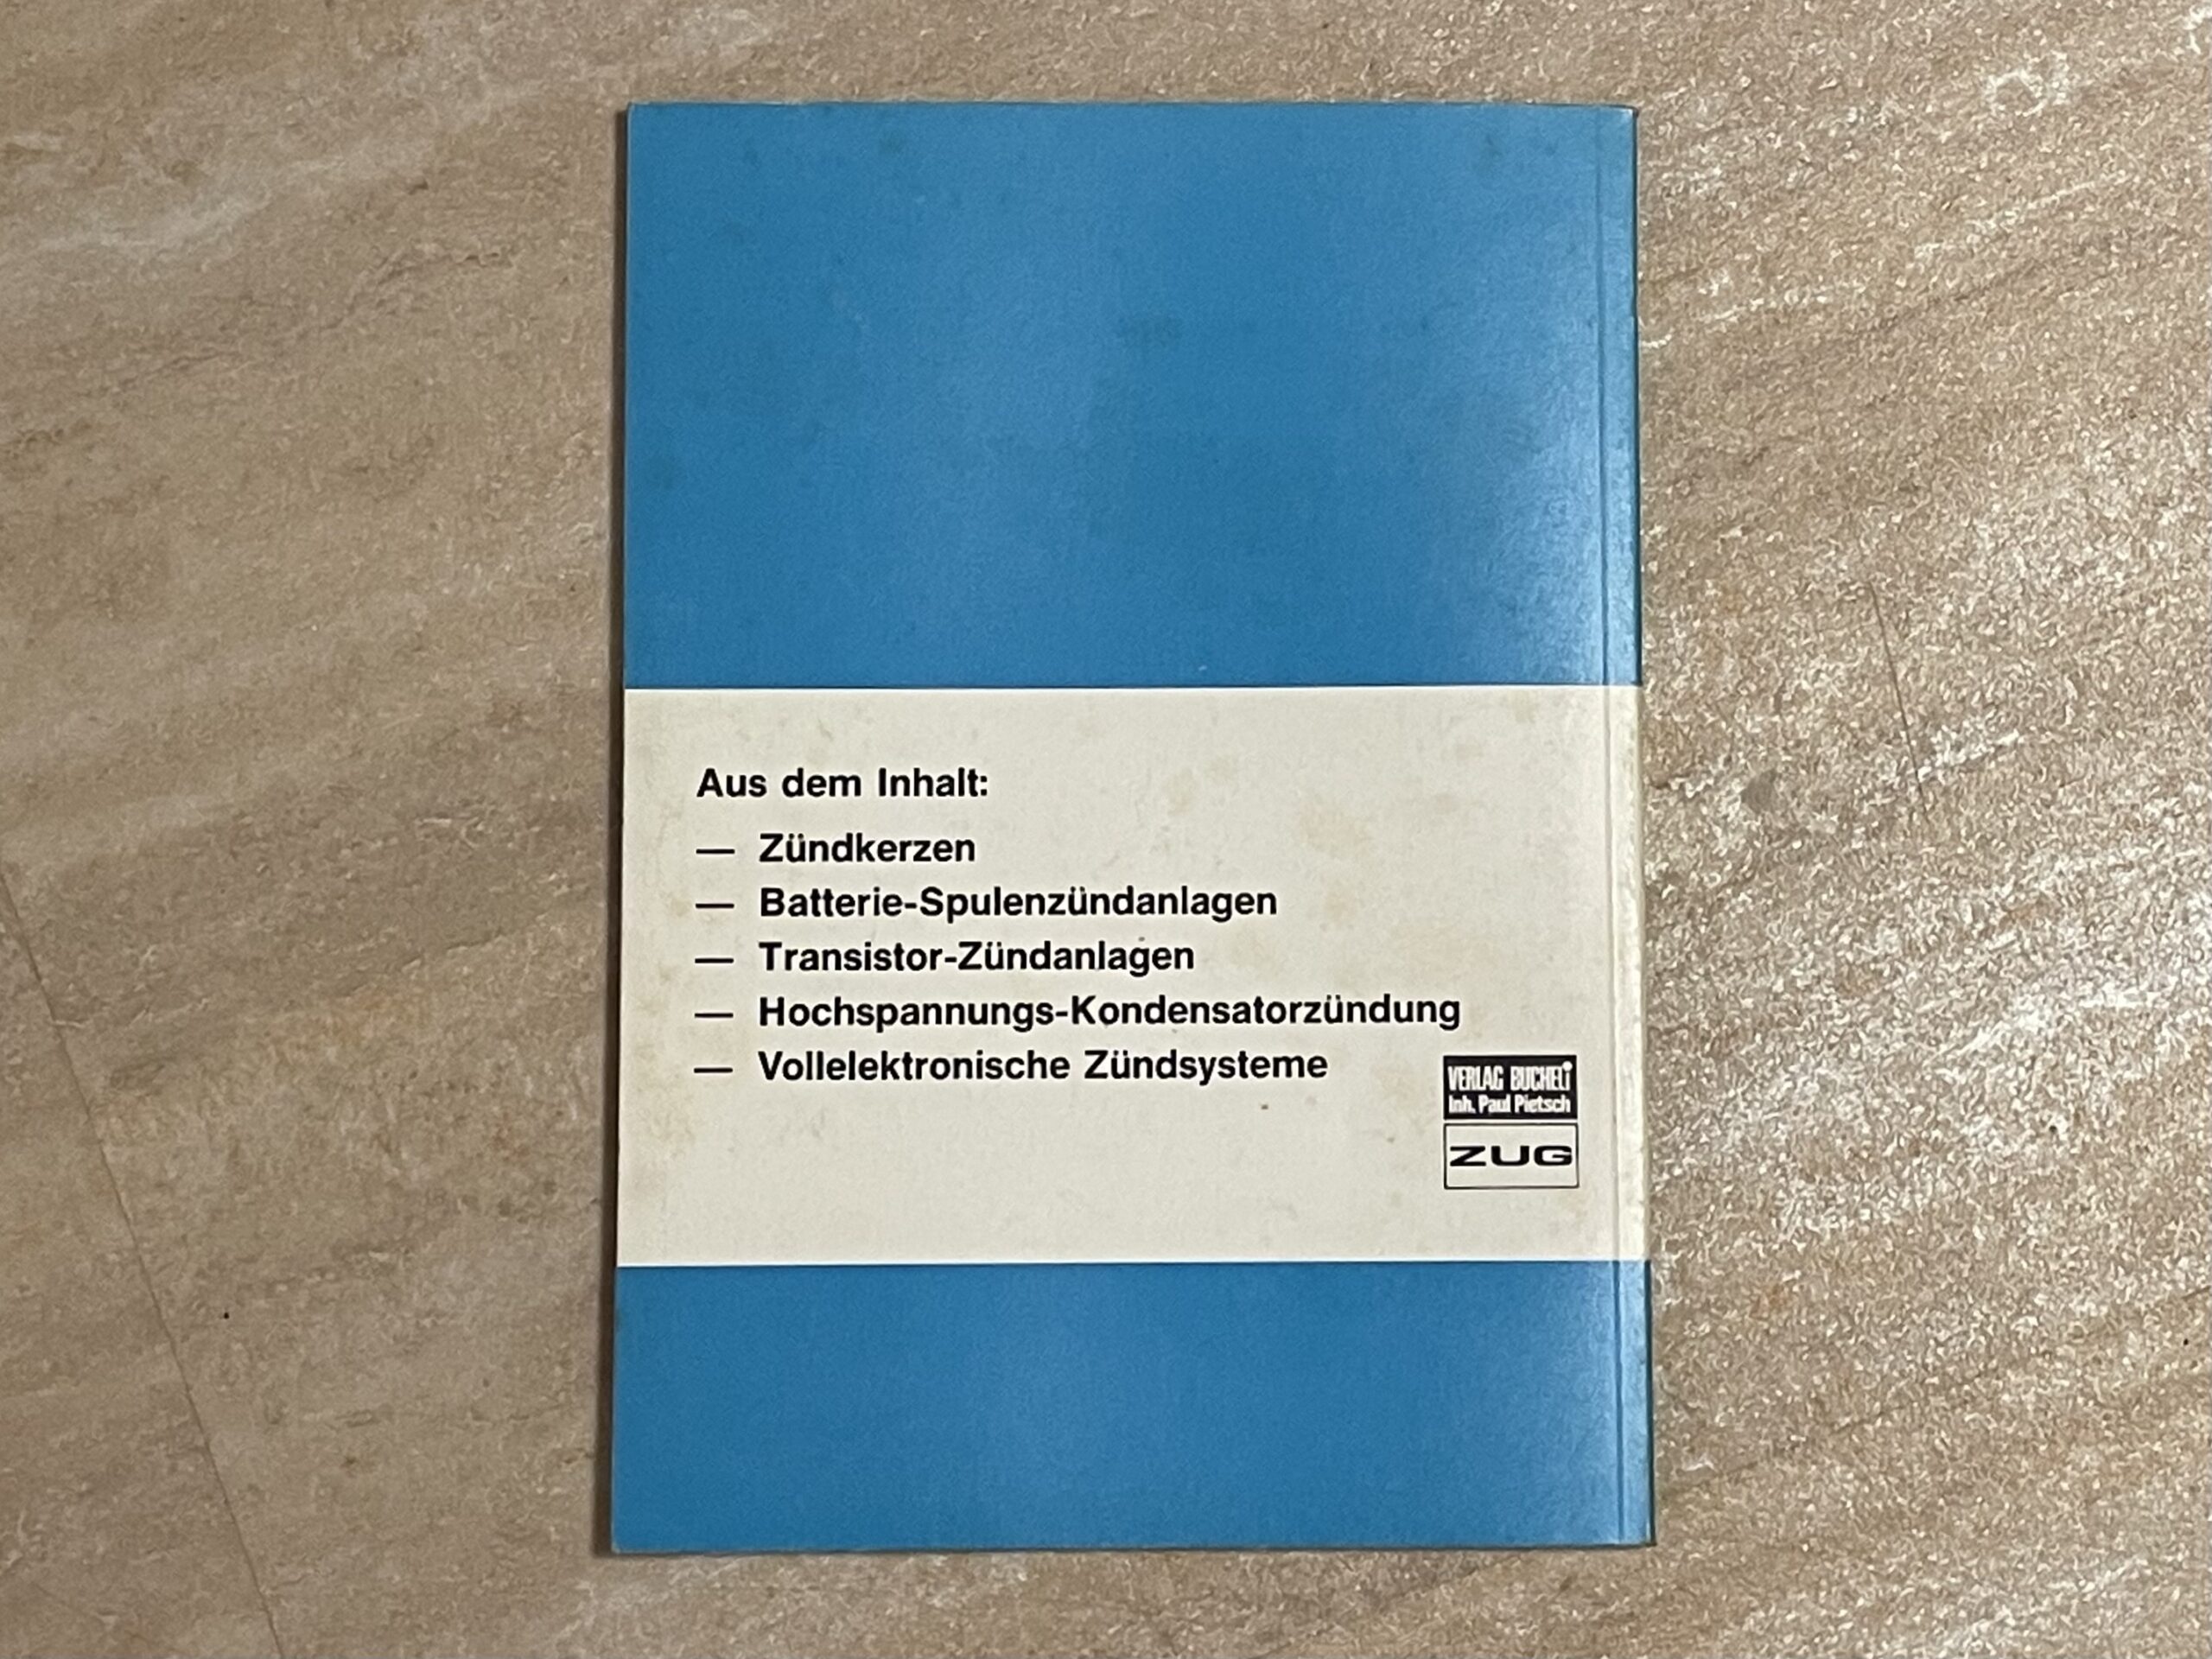 Aus dem Inhalt:
— Zündkerzen
— Batterie-Spulenzündanlagen
— Transistor-Zündanlagen
— Hochspannungs-Kondensatorzündung
— Vollelektronische Zündsysteme
VERLAG BUCHELI
Inh. Paul Pietsch
ZUG